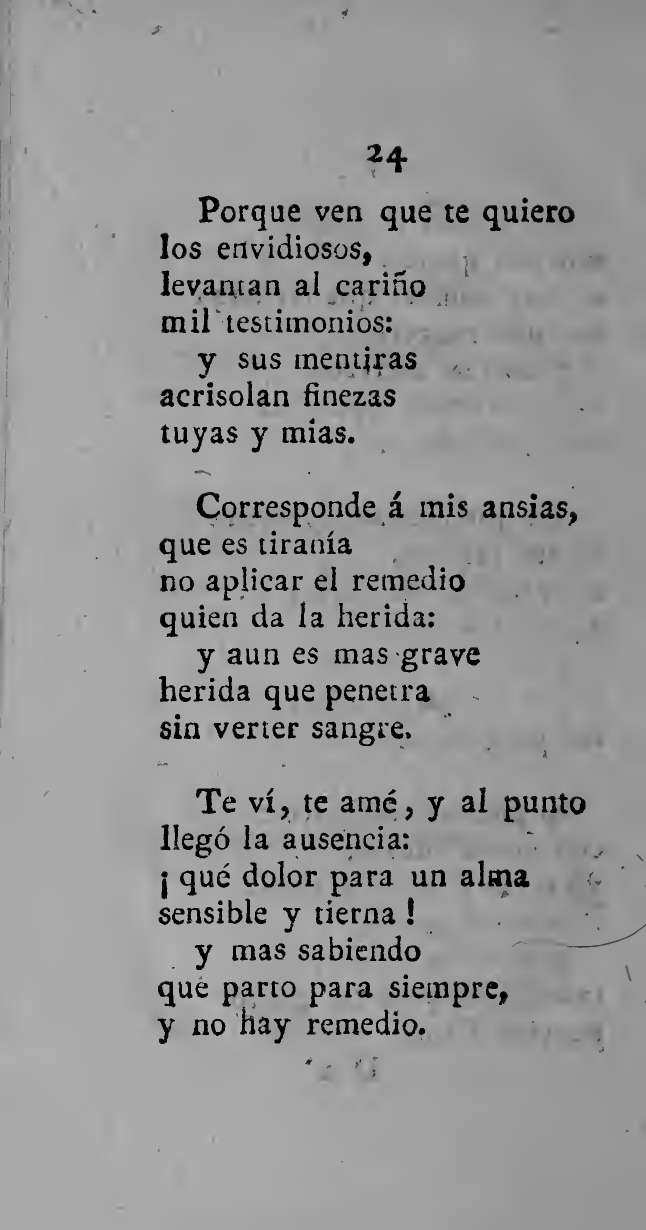 24
Porque ven que te quiero
los envidiosos,
levantan al cariño
mil testimonios:
y sus mentiras
acrisolan finezas
tuyas y mias.
Corresponde á mis ansias,
que es tiranía
no aplicar el remedio
quien da la herida:
y aun es mas grave
herida que penetra
sin verter sangre.
Te ví, te amé, y al punto
llegó la ausencia:
¡ qué dolor para un alma
sensible y tierna !
y mas sabiendo
que parto para siempre,
y no hay remedio.